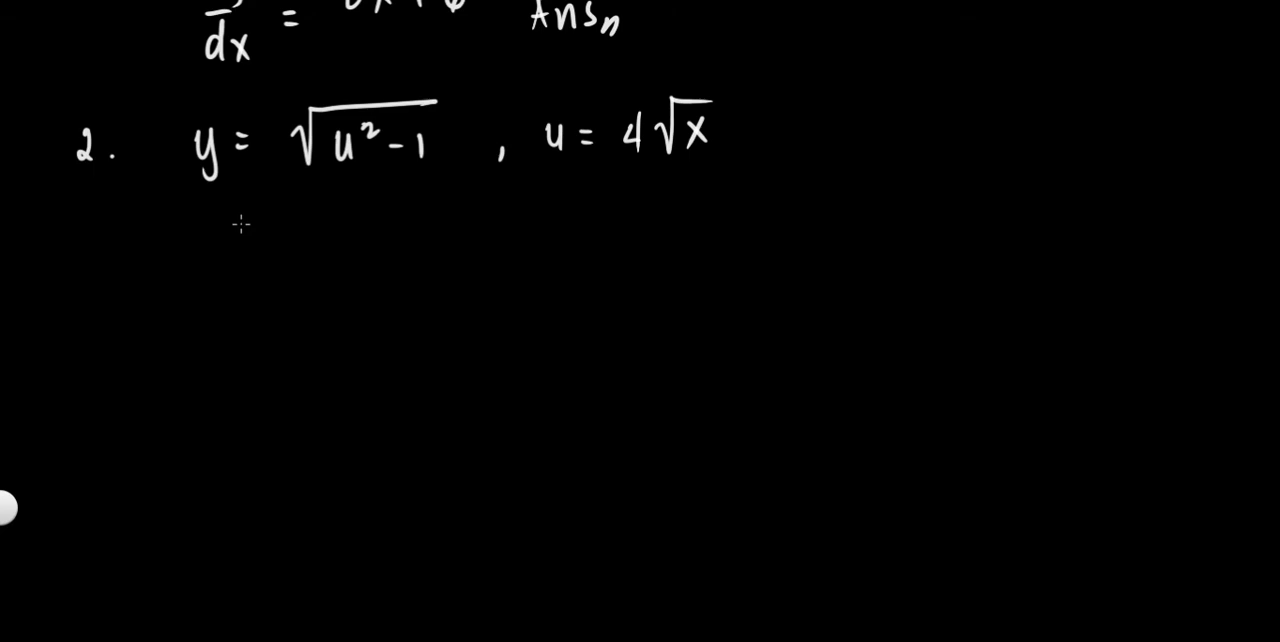 dx = Ans
2. y = √(u² - 1) , u = 4√x